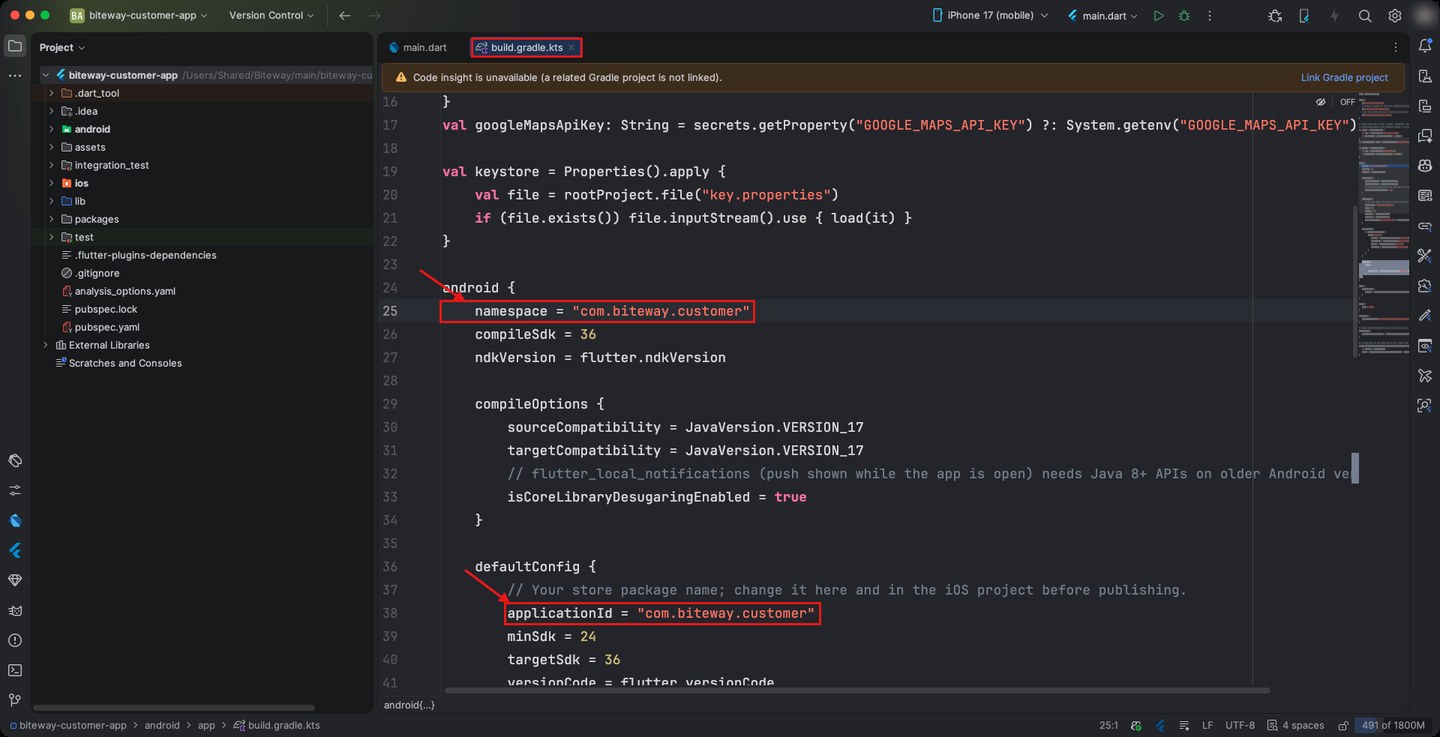 BA biteway-customer-app Version Control iPhone 17 (mobile) main.dart
Project
main.dart build.gradle.kts
biteway-customer-app /Users/Shared/Biteway/main/biteway-cu
.dart_tool
.idea
android
assets
integration_test
ios
lib
packages
test
.flutter-plugins-dependencies
.gitignore
analysis_options.yaml
pubspec.lock
pubspec.yaml
External Libraries
Scratches and Consoles
Code insight is unavailable (a related Gradle project is not linked). Link Gradle project
OFF
16 }
17 val googleMapsApiKey: String = secrets.getProperty("GOOGLE_MAPS_API_KEY") ?: System.getenv("GOOGLE_MAPS_API_KEY")
18
19 val keystore = Properties().apply {
20 val file = rootProject.file("key.properties")
21 if (file.exists()) file.inputStream().use { load(it) }
22 }
23
24 android {
25 namespace = "com.biteway.customer"
26 compileSdk = 36
27 ndkVersion = flutter.ndkVersion
28
29 compileOptions {
30 sourceCompatibility = JavaVersion.VERSION_17
31 targetCompatibility = JavaVersion.VERSION_17
32 // flutter_local_notifications (push shown while the app is open) needs Java 8+ APIs on older Android ve
33 isCoreLibraryDesugaringEnabled = true
34 }
35
36 defaultConfig {
37 // Your store package name; change it here and in the iOS project before publishing.
38 applicationId = "com.biteway.customer"
39 minSdk = 24
40 targetSdk = 36
41 versionCode = flutter.versionCode
android{...}
biteway-customer-app > android > app > build.gradle.kts 25:1 LF UTF-8 4 spaces 491 of 1800M